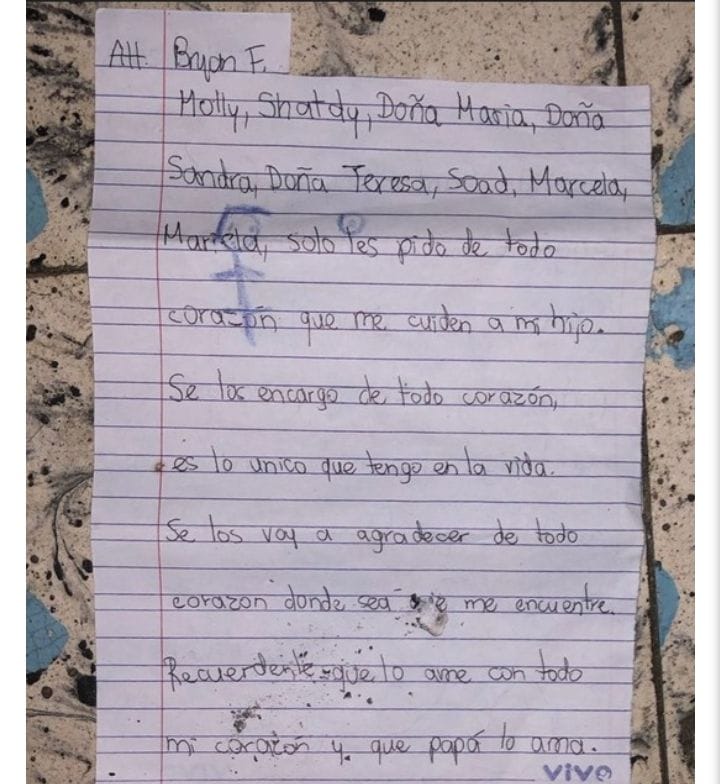 Att. Bryan F.
Molly, Shatdy, Doña Maria, Doña
Sandra, Doña Teresa, Soad, Marcela,
Mariela, solo les pido de todo
corazón que me cuiden a mi hijo.
Se los encargo de todo corazón,
es lo unico que tengo en la vida.
Se los voy a agradecer de todo
corazon donde sea que me encuentre.
Recuerdenle que lo ame con todo
mi corazón y que papá lo ama.
vivo